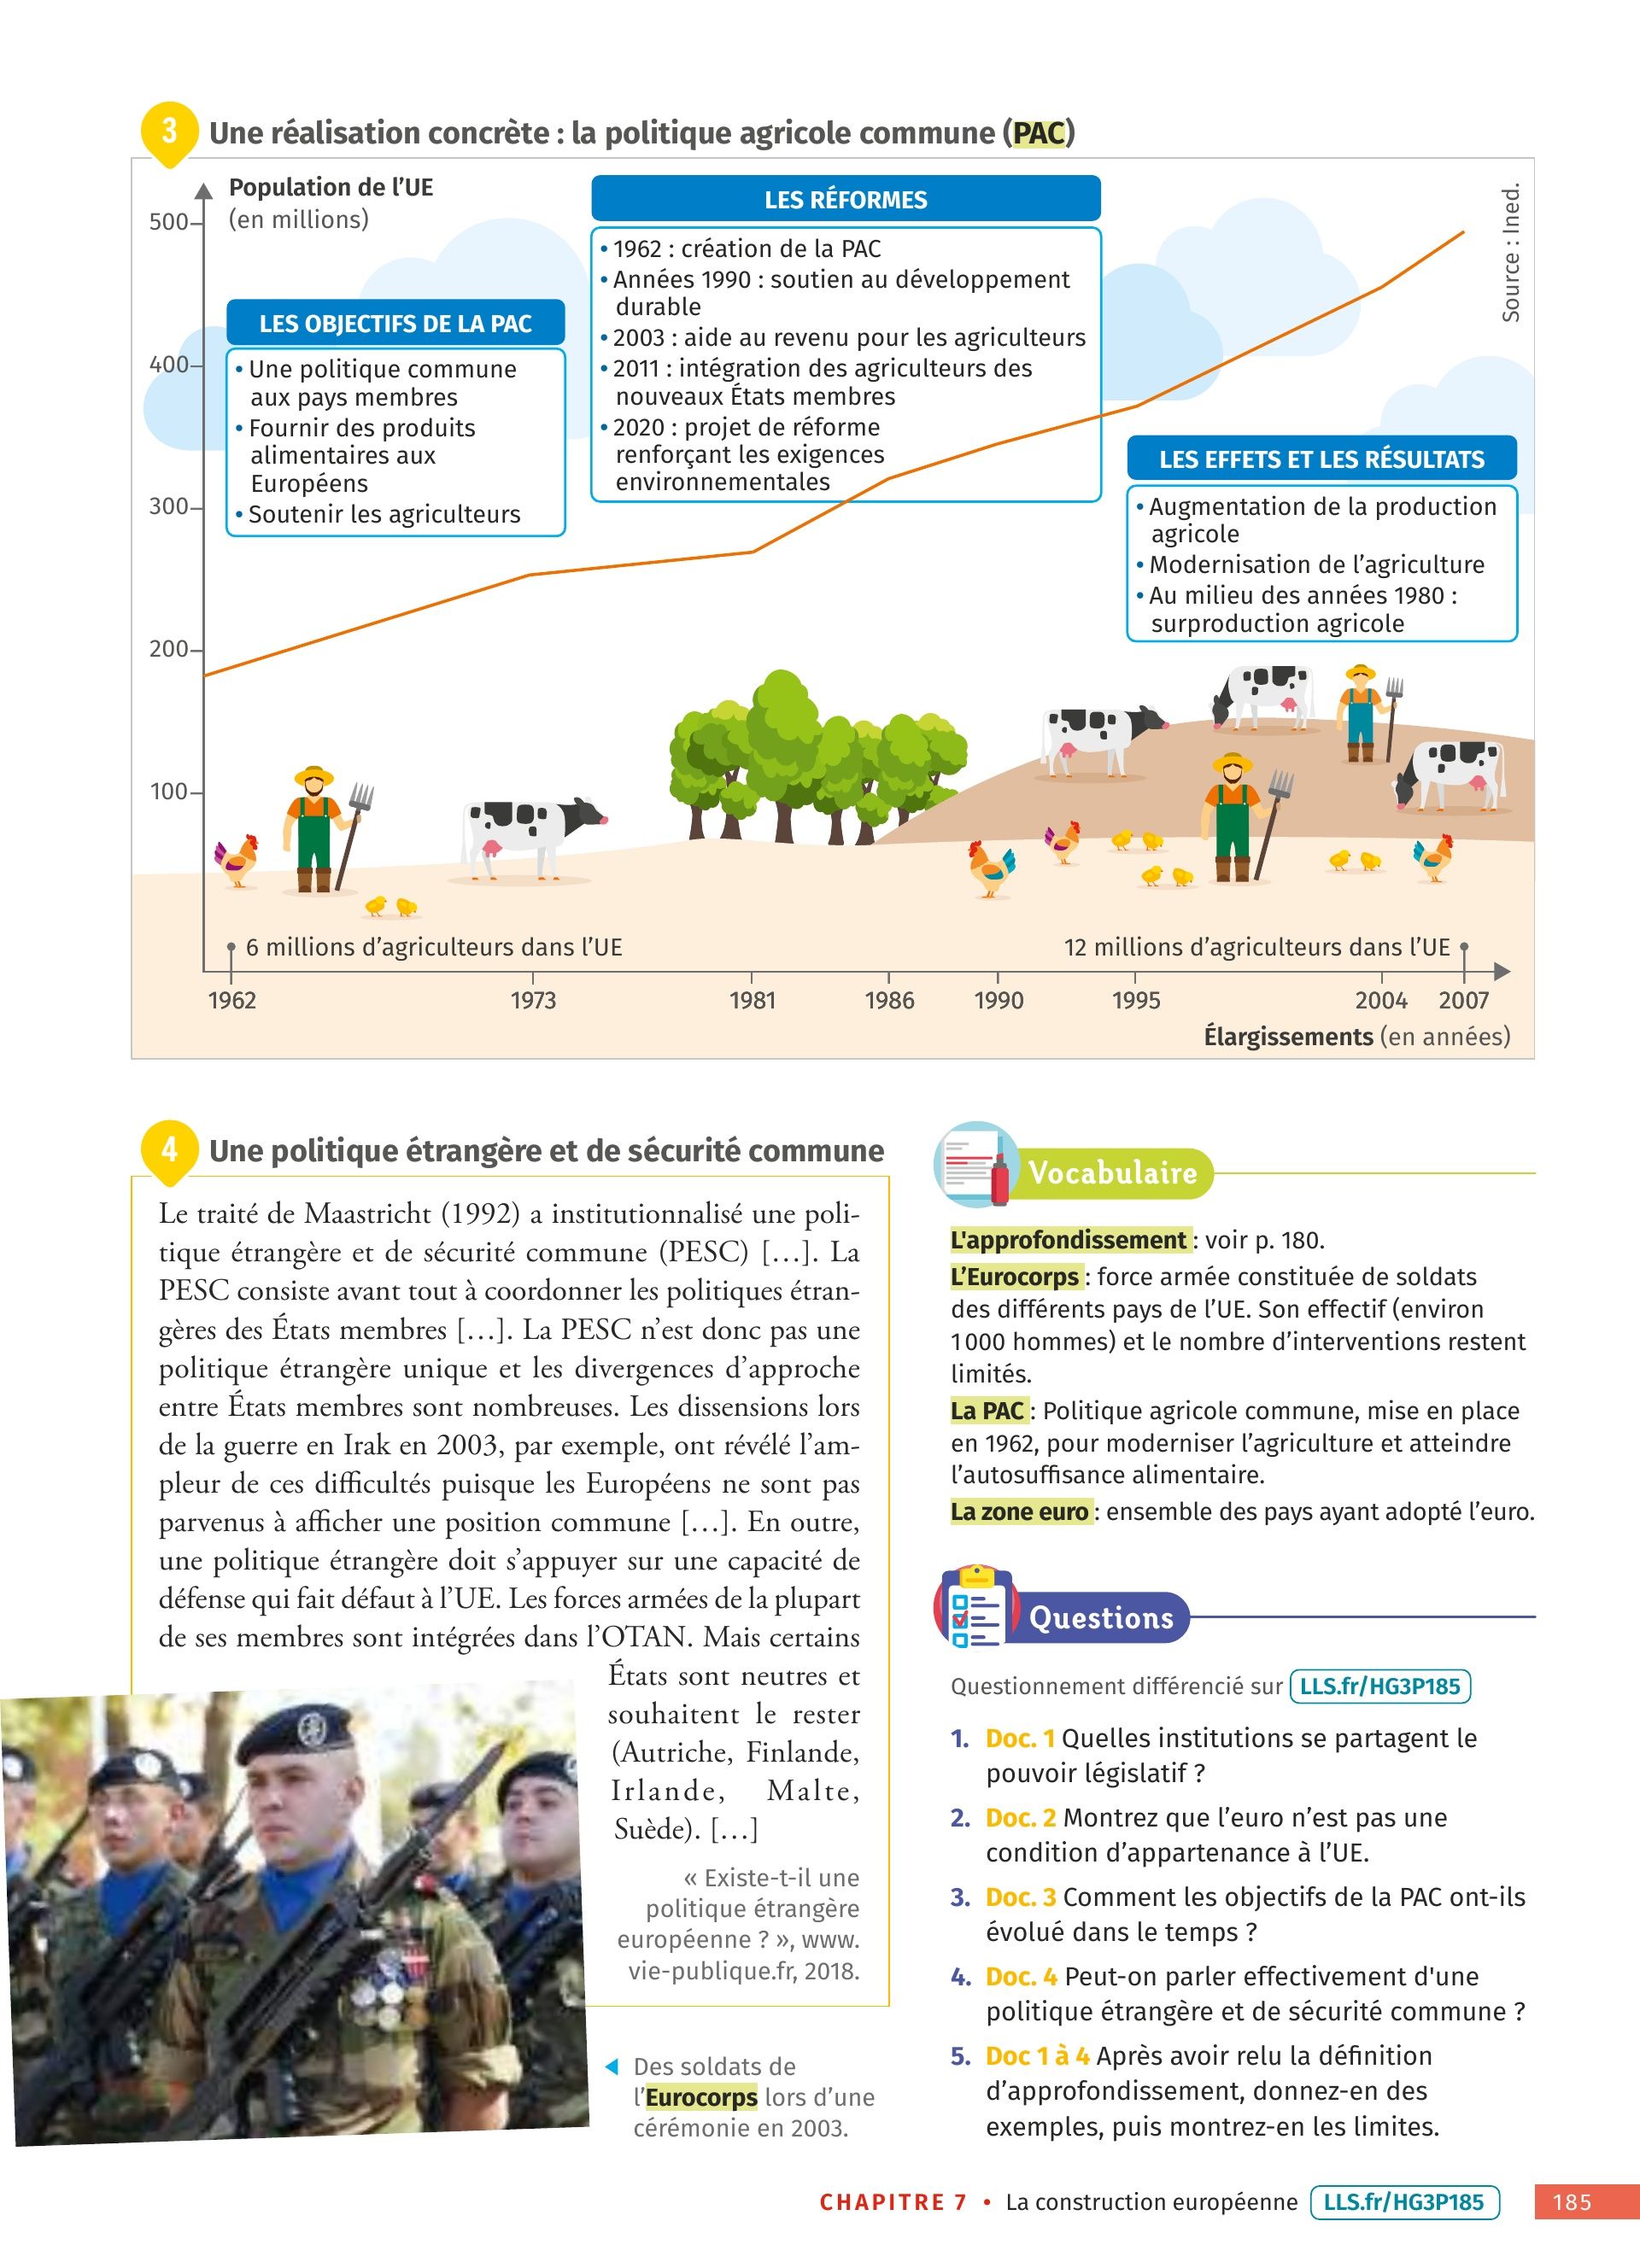 3 Une réalisation concrète : la politique agricole commune (PAC)
Population de l'UE
(en millions)
500
400
300
200
100
LES OBJECTIFS DE LA PAC
• Une politique commune
aux pays membres
• Fournir des produits
alimentaires aux
Européens
• Soutenir les agriculteurs
LES RÉFORMES
• 1962 : création de la PAC
• Années 1990 : soutien au développement
durable
• 2003 : aide au revenu pour les agriculteurs
• 2011 : intégration des agriculteurs des
nouveaux États membres
• 2020 : projet de réforme
renforçant les exigences
environnementales
Source : Ined.
LES EFFETS ET LES RÉSULTATS
• Augmentation de la production
agricole
• Modernisation de l'agriculture
• Au milieu des années 1980 :
surproduction agricole
6 millions d'agriculteurs dans l'UE
12 millions d'agriculteurs dans l'UE
1962 1973 1981 1986 1990 1995 2004 2007
Élargissements (en années)
4 Une politique étrangère et de sécurité commune
Le traité de Maastricht (1992) a institutionnalisé une poli-
tique étrangère et de sécurité commune (PESC) […]. La
PESC consiste avant tout à coordonner les politiques étran-
gères des États membres […]. La PESC n'est donc pas une
politique étrangère unique et les divergences d'approche
entre États membres sont nombreuses. Les dissensions lors
de la guerre en Irak en 2003, par exemple, ont révélé l'am-
pleur de ces difficultés puisque les Européens ne sont pas
parvenus à afficher une position commune […]. En outre,
une politique étrangère doit s'appuyer sur une capacité de
défense qui fait défaut à l'UE. Les forces armées de la plupart
de ses membres sont intégrées dans l'OTAN. Mais certains
États sont neutres et
souhaitent le rester
(Autriche, Finlande,
Irlande, Malte,
Suède). […]
« Existe-t-il une
politique étrangère
européenne ? », www.
vie-publique.fr, 2018.
◀ Des soldats de
l'Eurocorps lors d'une
cérémonie en 2003.
Vocabulaire
L'approfondissement : voir p. 180.
L'Eurocorps : force armée constituée de soldats
des différents pays de l'UE. Son effectif (environ
1 000 hommes) et le nombre d'interventions restent
limités.
La PAC : Politique agricole commune, mise en place
en 1962, pour moderniser l'agriculture et atteindre
l'autosuffisance alimentaire.
La zone euro : ensemble des pays ayant adopté l'euro.
Questions
Questionnement différencié sur LLS.fr/HG3P185
1. Doc. 1 Quelles institutions se partagent le
pouvoir législatif ?
2. Doc. 2 Montrez que l'euro n'est pas une
condition d'appartenance à l'UE.
3. Doc. 3 Comment les objectifs de la PAC ont-ils
évolué dans le temps ?
4. Doc. 4 Peut-on parler effectivement d'une
politique étrangère et de sécurité commune ?
5. Doc 1 à 4 Après avoir relu la définition
d'approfondissement, donnez-en des
exemples, puis montrez-en les limites.
CHAPITRE 7 • La construction européenne LLS.fr/HG3P185 185